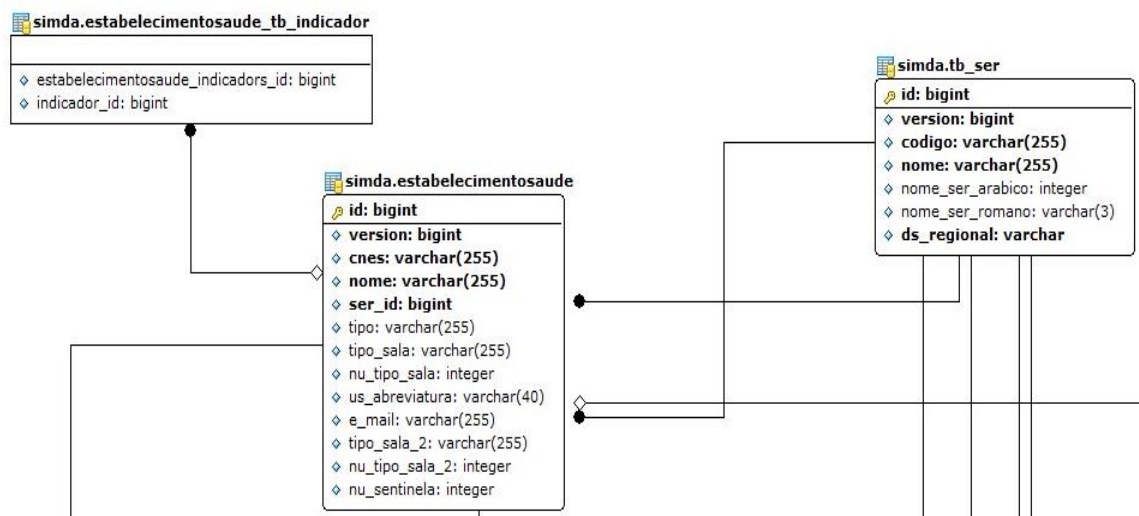 simda.estabelecimentosaude_tb_indicador
estabelecimentosaude_indicadors_id: bigint
indicador_id: bigint
simda.tb_ser
id: bigint
version: bigint
codigo: varchar(255)
nome: varchar(255)
nome_ser_arabico: integer
nome_ser_romano: varchar(3)
ds_regional: varchar
simda.estabelecimentosaude
id: bigint
version: bigint
cnes: varchar(255)
nome: varchar(255)
ser_id: bigint
tipo: varchar(255)
tipo_sala: varchar(255)
nu_tipo_sala: integer
us_abreviatura: varchar(40)
e_mail: varchar(255)
tipo_sala_2: varchar(255)
nu_tipo_sala_2: integer
nu_sentinela: integer